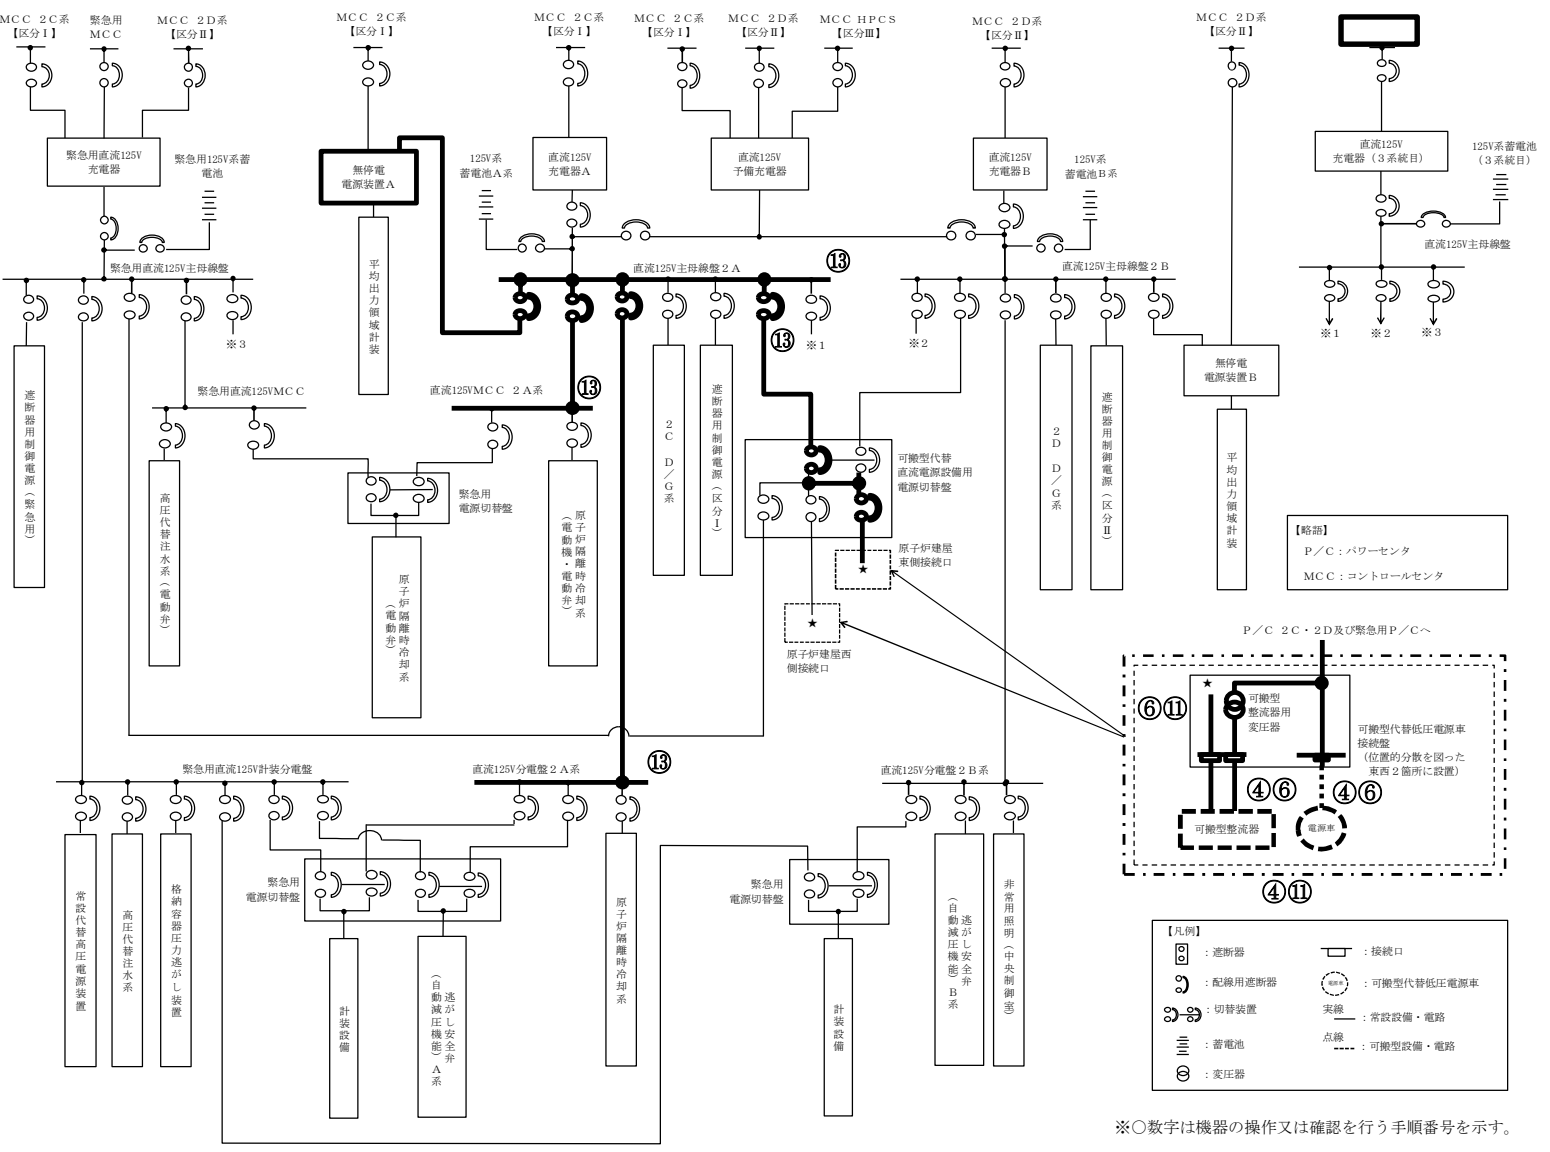 MCC 2C系
【区分Ⅰ】
緊急用
MCC
MCC 2D系
【区分Ⅱ】
MCC 2C系
【区分Ⅰ】
MCC 2C系
【区分Ⅰ】
MCC 2C系
【区分Ⅰ】
MCC 2D系
【区分Ⅱ】
MCC HPCS
【区分Ⅲ】
MCC 2D系
【区分Ⅱ】
MCC 2D系
【区分Ⅱ】
緊急用直流125V
充電器
緊急用125V系蓄
電池
無停電
電源装置A
125V系
蓄電池A系
直流125V
充電器A
直流125V
予備充電器
直流125V
充電器B
125V系
蓄電池B系
直流125V
充電器(3系統目)
125V系蓄電池
(3系統目)
直流125V主母線盤
緊急用直流125V主母線盤
平均出力領域計装
直流125V主母線盤2A
⑬
直流125V主母線盤2B
※3
⑬
※1
※2
※1
※2
※3
無停電
電源装置B
遮断器用制御電源(緊急用)
緊急用直流125VMCC
直流125VMCC 2A系
⑬
2C D/G系
遮断器用制御電源(区分Ⅰ)
2D D/G系
遮断器用制御電源(区分Ⅱ)
平均出力領域計装
高圧代替注水系(電動弁)
緊急用
電源切替盤
原子炉隔離時冷却系
(電動弁)
原子炉隔離時冷却系
(電動機・電動弁)
可搬型代替
直流電源設備用
電源切替盤
原子炉建屋
東側接続口
★
★
原子炉建屋西
側接続口
【略語】
P/C:パワーセンタ
MCC:コントロールセンタ
P/C 2C・2D及び緊急用P/Cへ
★
⑥⑪
可搬型
整流器用
変圧器
可搬型代替低圧電源車
接続盤
(位置的分散を図った
東西2箇所に設置)
④⑥
④⑥
可搬型整流器
電源車
④⑪
緊急用直流125V計装分電盤
直流125V分電盤2A系
⑬
直流125V分電盤2B系
常設代替高圧電源装置
高圧代替注水系
格納容器圧力逃がし装置
緊急用
電源切替盤
計装設備
逃がし安全弁
(自動減圧機能)A系
原子炉隔離時冷却系
緊急用
電源切替盤
計装設備
逃がし安全弁
(自動減圧機能)B系
非常用照明(中央制御室)
【凡例】
:遮断器
:配線用遮断器
:切替装置
:蓄電池
:変圧器
:接続口
電源車
:可搬型代替低圧電源車
実線
:常設設備・電路
点線
:可搬型設備・電路
※○数字は機器の操作又は確認を行う手順番号を示す。